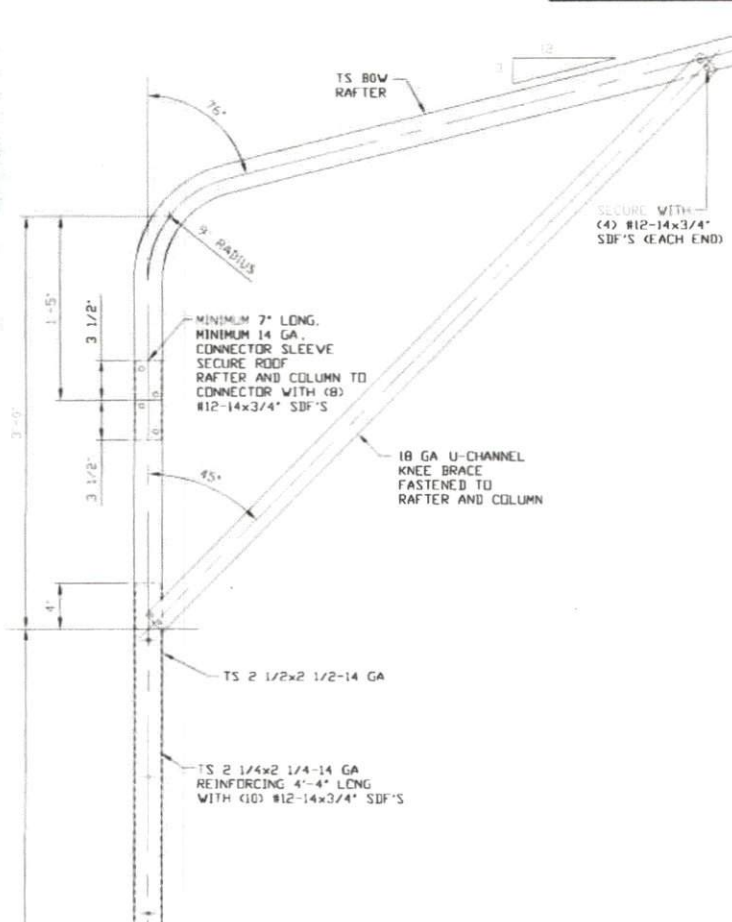 12
3
TS BOW
RAFTER
76°
SECURE WITH
(4) #12-14x3/4"
SDF'S (EACH END)
9" RADIUS
1'-5"
3 1/2"
MINIMUM 7" LONG,
MINIMUM 14 GA.
CONNECTOR SLEEVE
SECURE ROOF
RAFTER AND COLUMN TO
CONNECTOR WITH (8)
#12-14x3/4" SDF'S
3 1/2"
45°
18 GA U-CHANNEL
KNEE BRACE
FASTENED TO
RAFTER AND COLUMN
4"
TS 2 1/2x2 1/2-14 GA
TS 2 1/4x2 1/4-14 GA
REINFORCING 4'-4" LONG
WITH (10) #12-14x3/4" SDF'S